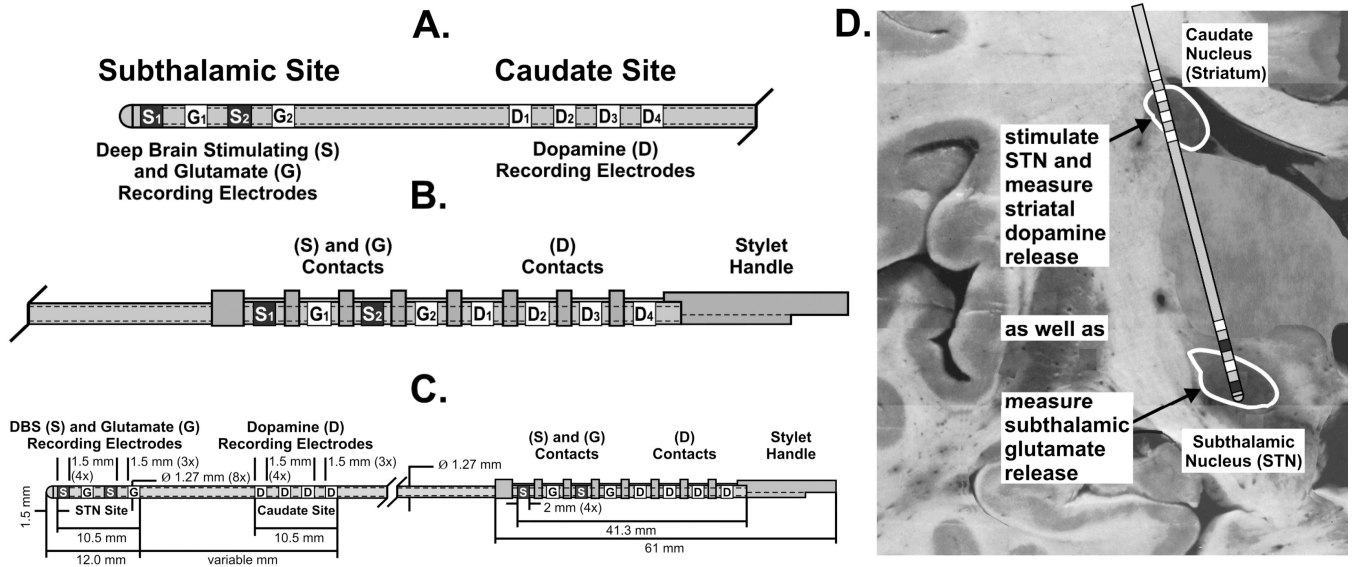 A.
Subthalamic Site
Caudate Site
S1 G1 S2 G2 D1 D2 D3 D4
Deep Brain Stimulating (S)
and Glutamate (G)
Recording Electrodes
Dopamine (D)
Recording Electrodes
B.
(S) and (G)
Contacts
(D)
Contacts
Stylet
Handle
S1 G1 S2 G2 D1 D2 D3 D4
C.
DBS (S) and Glutamate (G)
Recording Electrodes
Dopamine (D)
Recording Electrodes
(S) and (G)
Contacts
(D)
Contacts
Stylet
Handle
1.5 mm
(4x)
1.5 mm (3x)
1.5 mm
(4x)
1.5 mm (3x)
Ø 1.27 mm (8x)
Ø 1.27 mm
S G S G D D D D
S G S G D D D D
1.5 mm
STN Site
Caudate Site
2 mm (4x)
10.5 mm
10.5 mm
41.3 mm
12.0 mm
variable mm
61 mm
D.
Caudate
Nucleus
(Striatum)
stimulate
STN and
measure
striatal
dopamine
release
as well as
measure
subthalamic
glutamate
release
Subthalamic
Nucleus (STN)